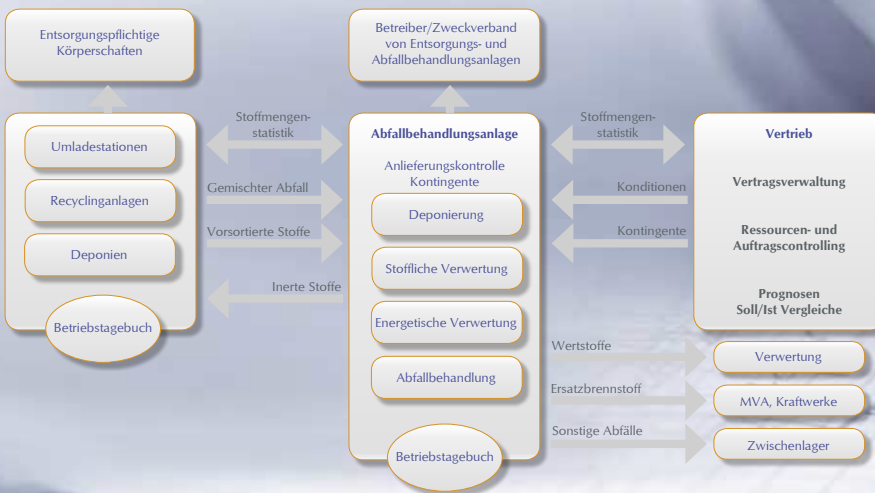 Entsorgungspflichtige
Körperschaften
Betreiber/Zweckverband
von Entsorgungs- und
Abfallbehandlungsanlagen
Umladestationen
Recyclinganlagen
Deponien
Betriebstagebuch
Stoffmengen-
statistik
Gemischter Abfall
Vorsortierte Stoffe
Inerte Stoffe
Abfallbehandlungsanlage
Anlieferungskontrolle
Kontingente
Deponierung
Stoffliche Verwertung
Energetische Verwertung
Abfallbehandlung
Betriebstagebuch
Stoffmengen-
statistik
Konditionen
Kontingente
Vertrieb
Vertragsverwaltung
Ressourcen- und
Auftragscontrolling
Prognosen
Soll/Ist Vergleiche
Wertstoffe
Verwertung
Ersatzbrennstoff
MVA, Kraftwerke
Sonstige Abfälle
Zwischenlager